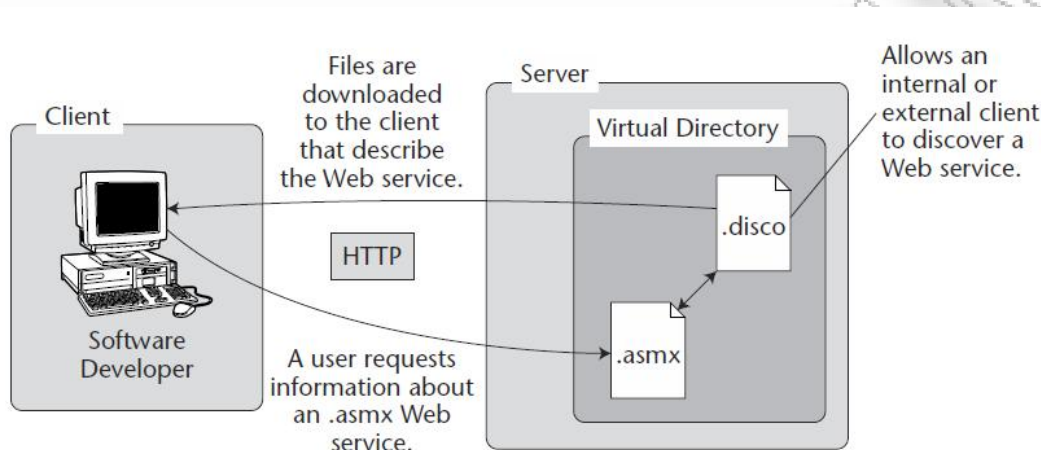 Client
Software
Developer
Files are
downloaded
to the client
that describe
the Web service.
HTTP
A user requests
information about
an .asmx Web
service.
Server
Virtual Directory
.disco
.asmx
Allows an
internal or
external client
to discover a
Web service.